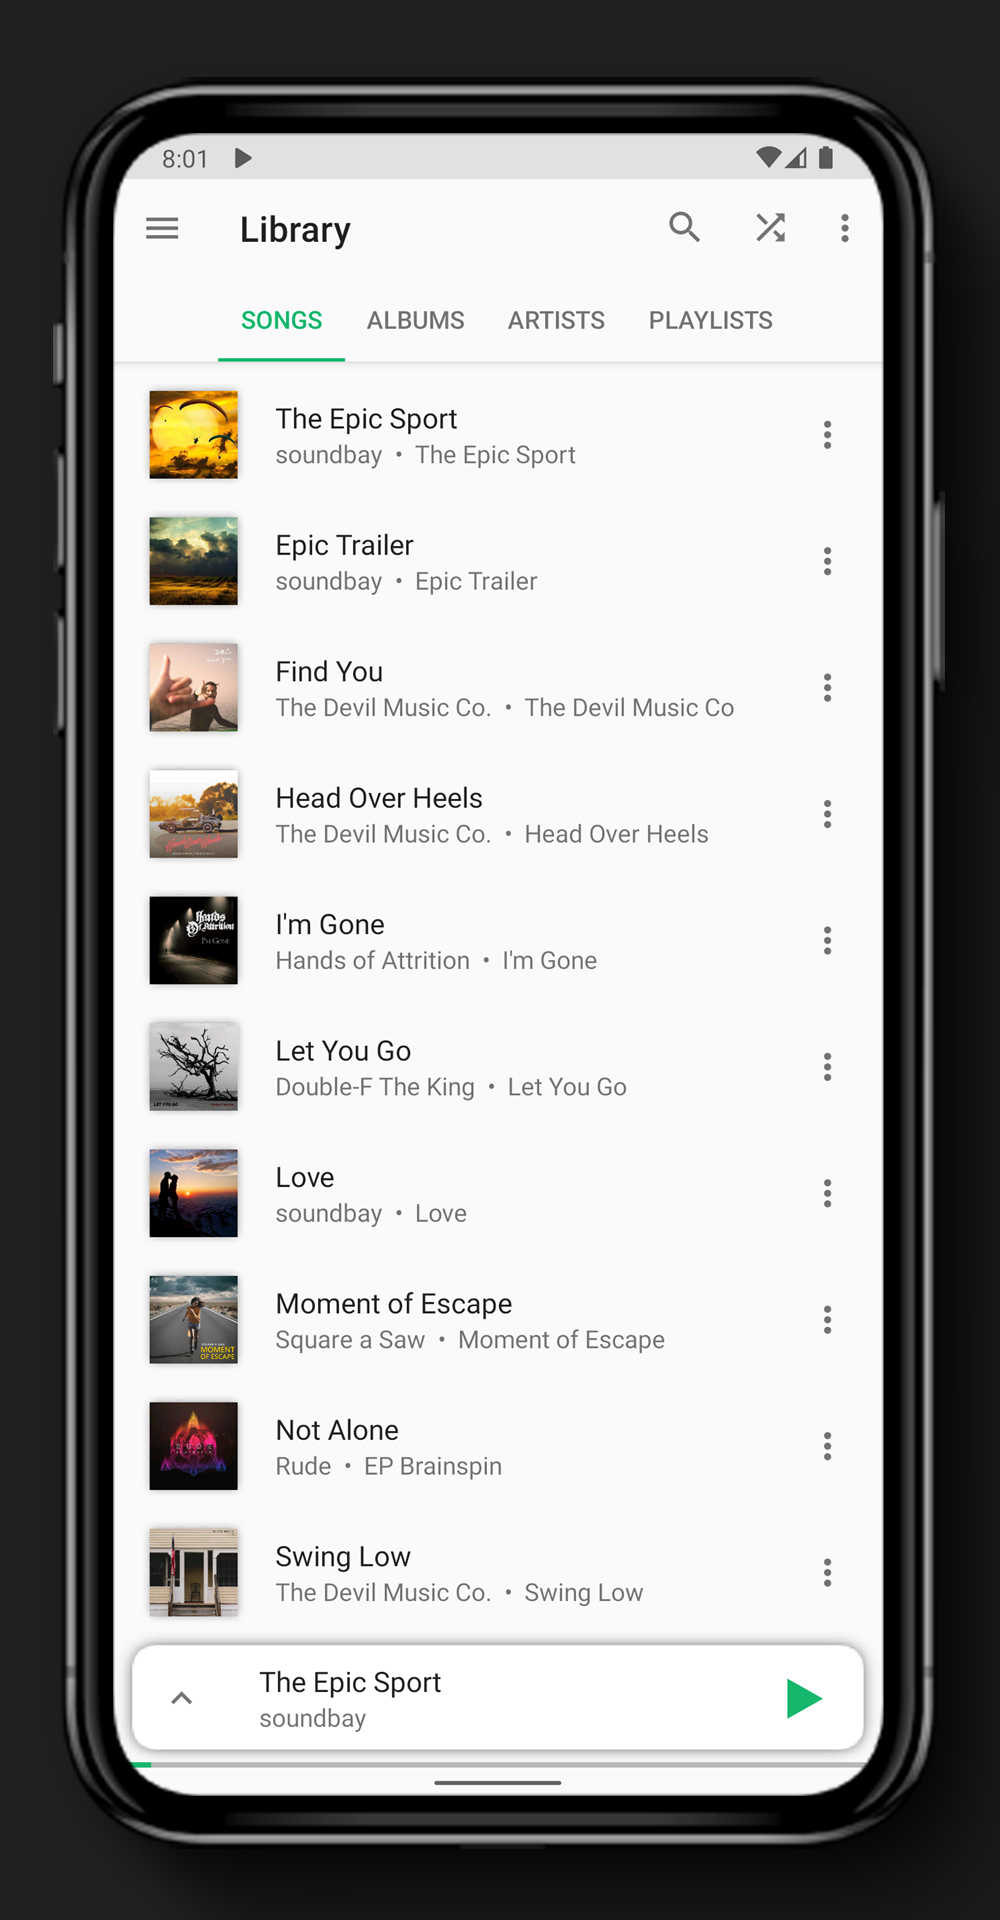 8:01
Library
SONGS ALBUMS ARTISTS PLAYLISTS
The Epic Sport
soundbay • The Epic Sport
Epic Trailer
soundbay • Epic Trailer
Find You
The Devil Music Co. • The Devil Music Co
Head Over Heels
The Devil Music Co. • Head Over Heels
Hands
Of Attrition
I'M GONE
I'm Gone
Hands of Attrition • I'm Gone
Let You Go
Double-F The King • Let You Go
LET YOU GO
Love
soundbay • Love
Moment of Escape
Square a Saw • Moment of Escape
MOMENT
OF ESCAPE
Not Alone
Rude • EP Brainspin
Swing Low
The Devil Music Co. • Swing Low
The Epic Sport
soundbay